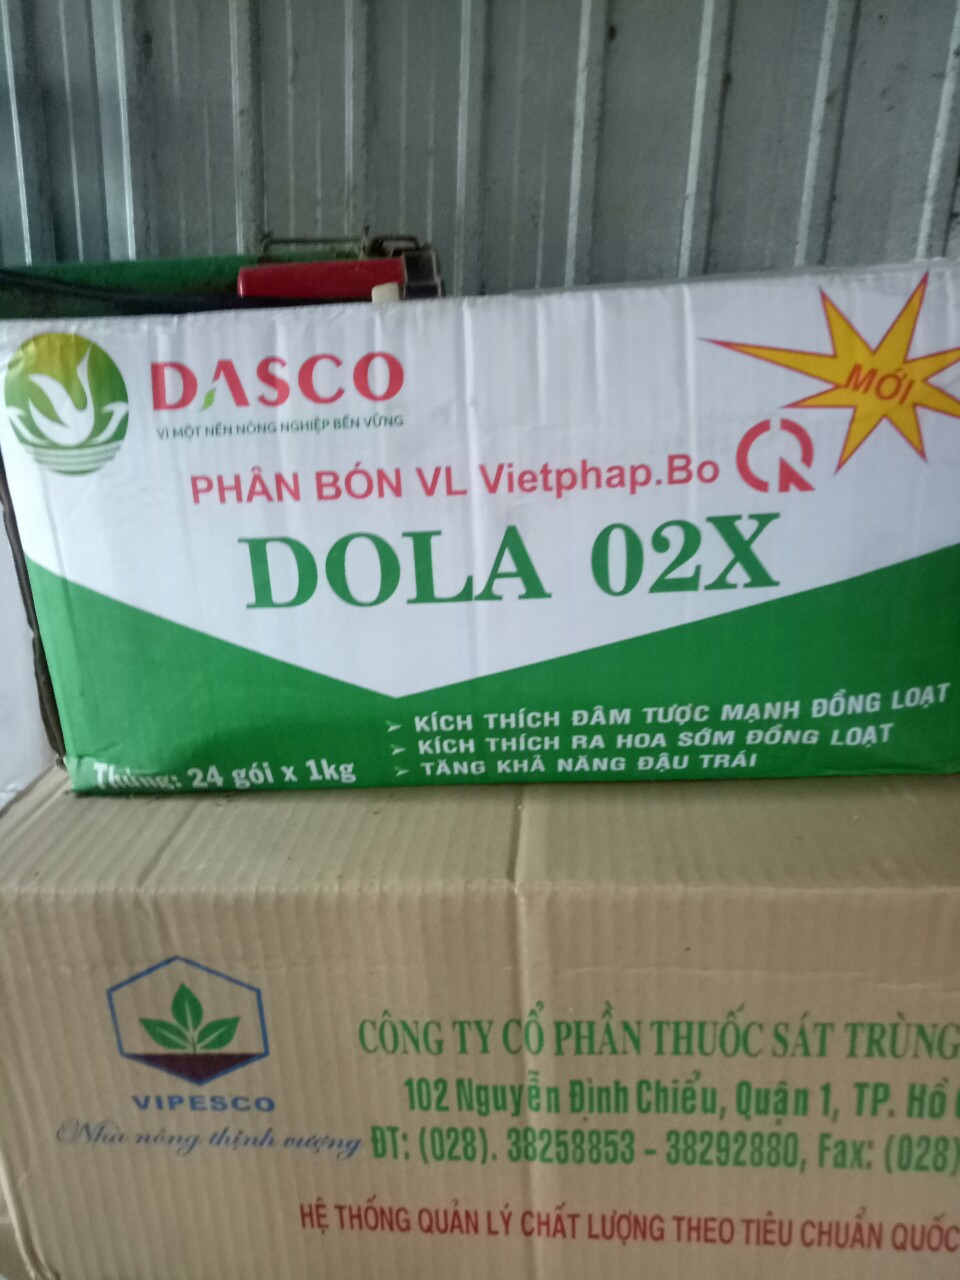 DASCO
VÌ MỘT NỀN NÔNG NGHIỆP BỀN VỮNG
MỚI
PHÂN BÓN VL Vietphap.Bo
DOLA 02X
➢ KÍCH THÍCH ĐÂM TƯỢC MẠNH ĐỒNG LOẠT
➢ KÍCH THÍCH RA HOA SỚM ĐỒNG LOẠT
➢ TĂNG KHẢ NĂNG ĐẬU TRÁI
Thùng: 24 gói x 1kg
VIPESCO
Nhà nông thịnh vượng
CÔNG TY CỔ PHẦN THUỐC SÁT TRÙNG
102 Nguyễn Đình Chiểu, Quận 1, TP. Hồ
ĐT: (028). 38258853 - 38292880, Fax: (028)
HỆ THỐNG QUẢN LÝ CHẤT LƯỢNG THEO TIÊU CHUẨN QUỐC